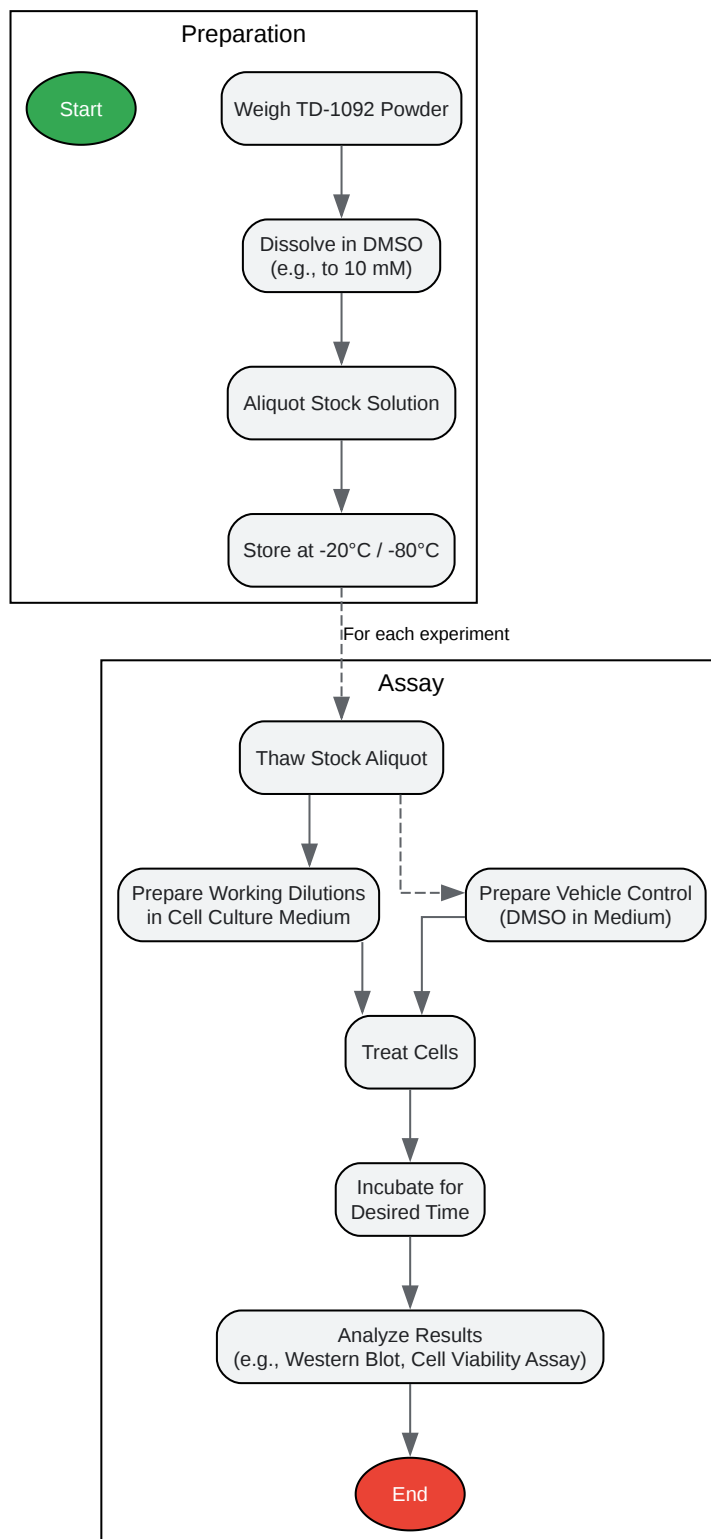 Preparation
Start
Weigh TD-1092 Powder
Dissolve in DMSO
(e.g., to 10 mM)
Aliquot Stock Solution
Store at -20°C / -80°C
For each experiment
Assay
Thaw Stock Aliquot
Prepare Working Dilutions
in Cell Culture Medium
Prepare Vehicle Control
(DMSO in Medium)
Treat Cells
Incubate for
Desired Time
Analyze Results
(e.g., Western Blot, Cell Viability Assay)
End